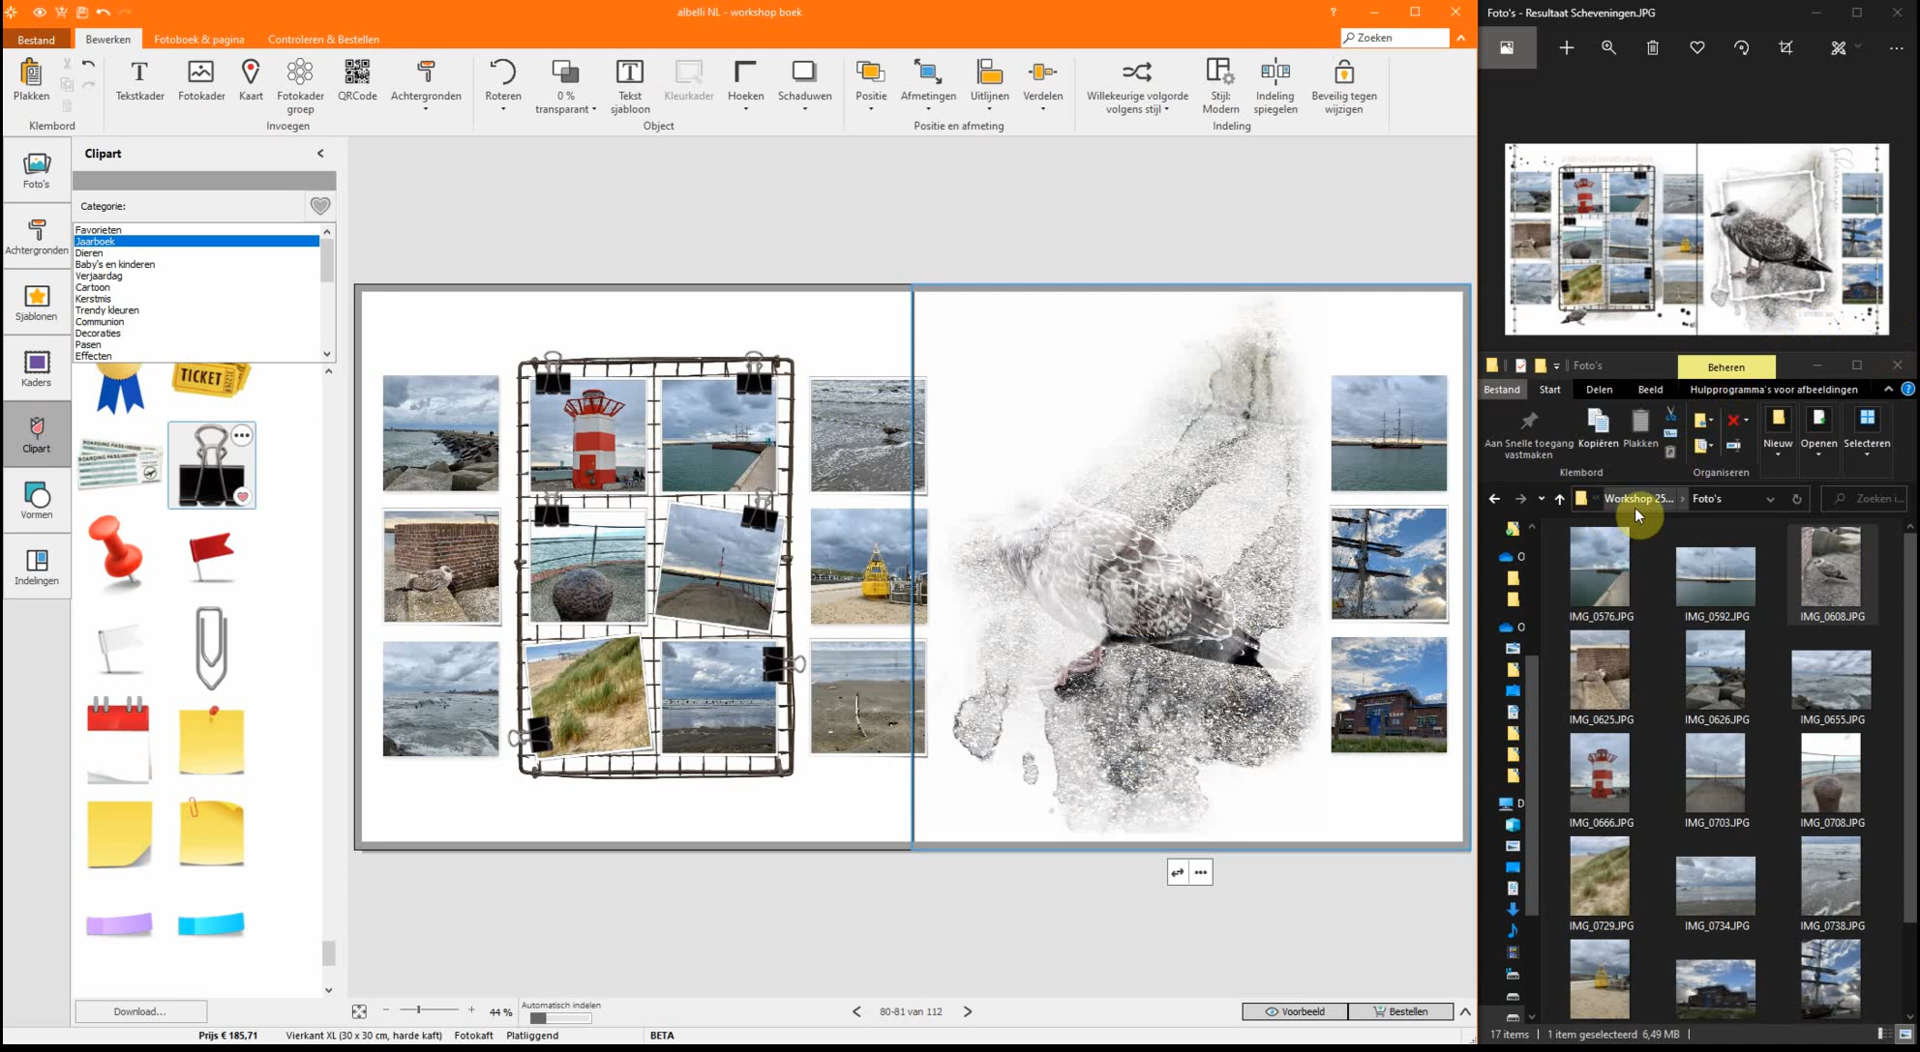 albelli NL - workshop boek
Bestand
Bewerken
Fotoboek & pagina
Controleren & Bestellen
Zoeken
Plakken
Tekstkader
Fotokader
Kaart
Fotokader
groep
QRCode
Achtergronden
Roteren
0 %
transparant
Tekst
sjabloon
Kleurkader
Hoeken
Schaduwen
Positie
Afmetingen
Uitlijnen
Verdelen
Willekeurige volgorde
volgens stijl
Stijl:
Modern
Indeling
spiegelen
Beveilig tegen
wijzigen
Klembord
Invoegen
Object
Positie en afmeting
Indeling
Foto's
Achtergronden
Sjablonen
Kaders
Clipart
Vormen
Indelingen
Clipart
Categorie:
Favorieten
Jaarboek
Dieren
Baby's en kinderen
Verjaardag
Cartoon
Kerstmis
Trendy kleuren
Communion
Decoraties
Pasen
Effecten
TICKET
BOARDING PASS
Download...
44 %
Automatisch indelen
80-81 van 112
Voorbeeld
Bestellen
Prijs € 185,71
Vierkant XL (30 x 30 cm, harde kaft)
Fotokaft
Platliggend
BETA
Foto's - Resultaat Scheveningen.JPG
Foto's
Beheren
Bestand
Start
Delen
Beeld
Hulpprogramma's voor afbeeldingen
Aan Snelle toegang
vastmaken
Kopiëren
Plakken
Nieuw
Openen
Selecteren
Klembord
Organiseren
Workshop 25...
Foto's
Zoeken i...
IMG_0576.JPG
IMG_0592.JPG
IMG_0608.JPG
IMG_0625.JPG
IMG_0626.JPG
IMG_0655.JPG
IMG_0666.JPG
IMG_0703.JPG
IMG_0708.JPG
IMG_0729.JPG
IMG_0734.JPG
IMG_0738.JPG
17 items
1 item geselecteerd 6,49 MB